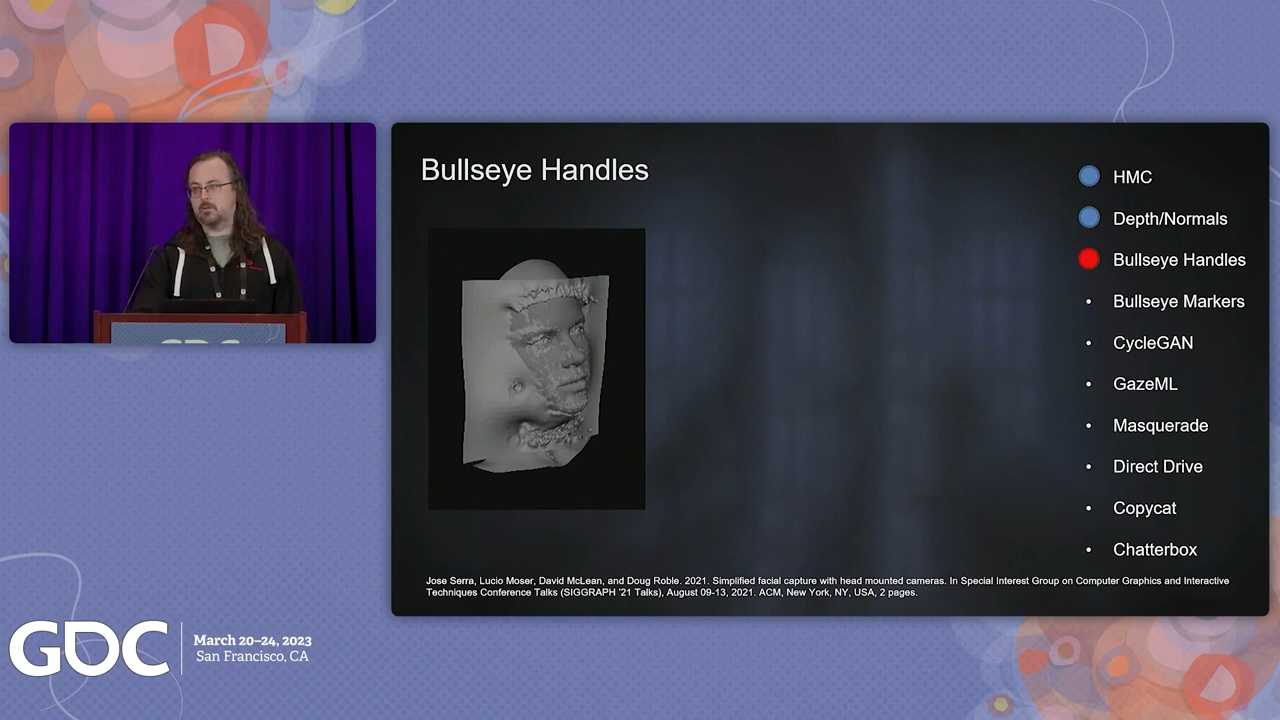 Bullseye Handles
HMC
Depth/Normals
Bullseye Handles
Bullseye Markers
CycleGAN
GazeML
Masquerade
Direct Drive
Copycat
Chatterbox
Jose Serra, Lucio Moser, David McLean, and Doug Roble. 2021. Simplified facial capture with head mounted cameras. In Special Interest Group on Computer Graphics and Interactive
Techniques Conference Talks (SIGGRAPH '21 Talks), August 09-13, 2021. ACM, New York, NY, USA, 2 pages.
GDC
March 20–24, 2023
San Francisco, CA